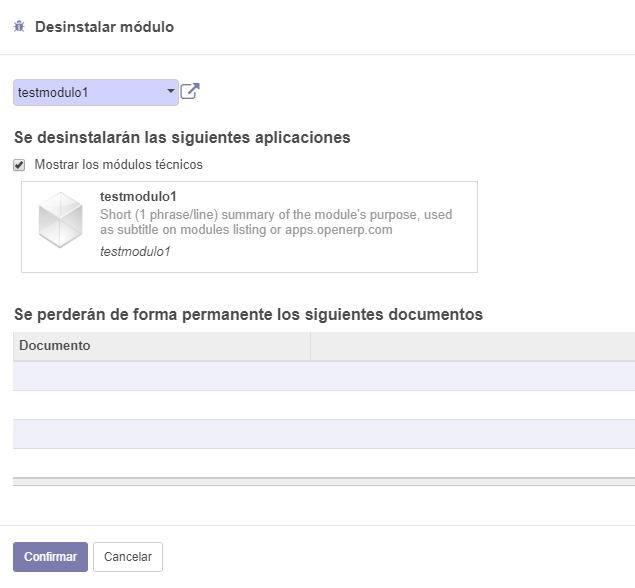 Desinstalar módulo
testmodulo1
Se desinstalarán las siguientes aplicaciones
Mostrar los módulos técnicos
testmodulo1
Short (1 phrase/line) summary of the module's purpose, used
as subtitle on modules listing or apps.openerp.com
testmodulo1
Se perderán de forma permanente los siguientes documentos
Documento
Confirmar Cancelar